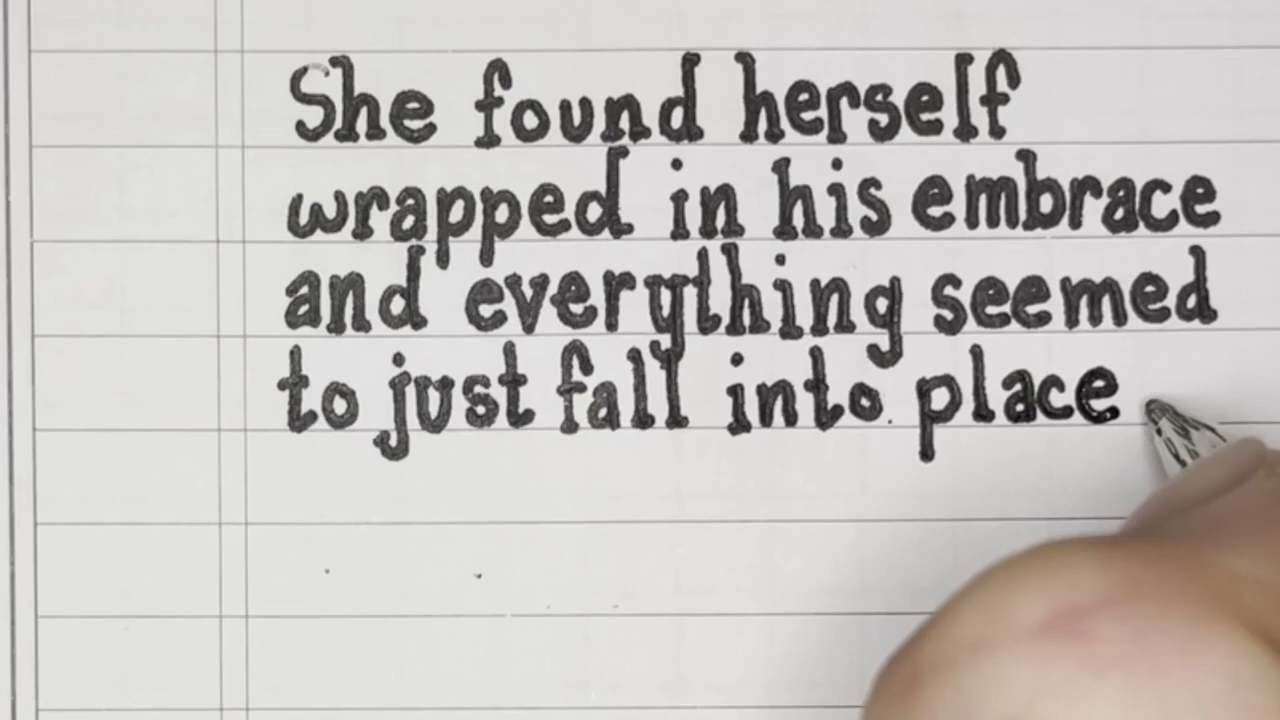 She found herself
wrapped in his embrace
and everything seemed
to just fall into place